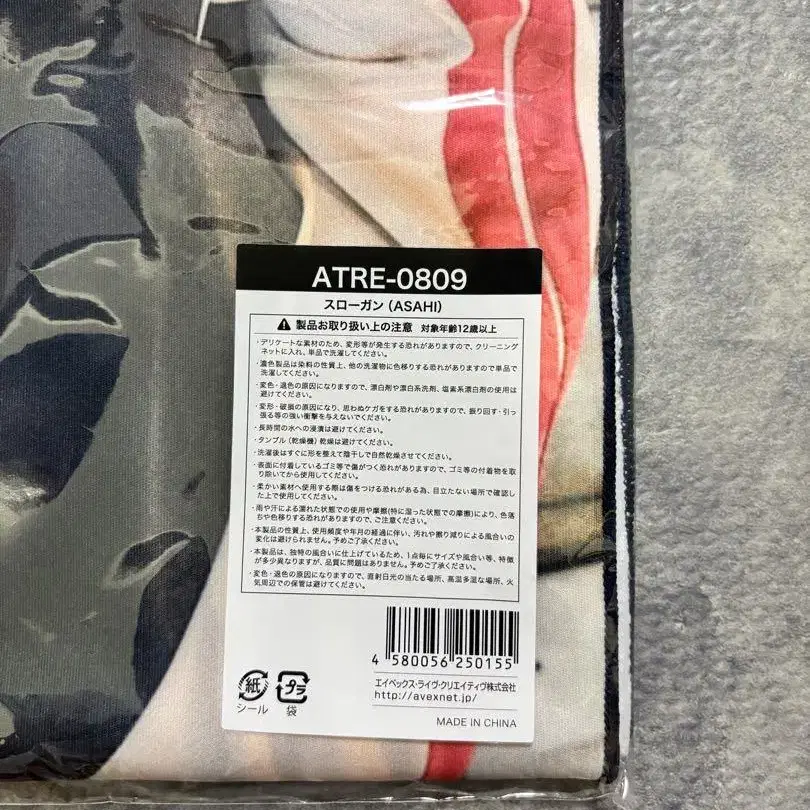 ATRE-0809
スローガン (ASAHI)
⚠ 製品お取り扱い上の注意 対象年齢12歳以上
・デリケートな素材のため、変形等が発生する恐れがありますので、クリーニング
ネットに入れ、単品で洗濯してください。
・濃色製品は染料の性質上、他の洗濯物に色移りする恐れがありますので単品で
洗濯してください。
・変色・退色の原因になりますので、漂白剤や漂白系洗剤、塩素系漂白剤の使用は
避けてください。
・変形・破損の原因になり、思わぬケガをする恐れがありますので、振り回す・引っ
張る等の強い衝撃を与えないでください。
・長時間の水への浸漬は避けてください。
・タンブル(乾燥機)乾燥は避けてください。
・洗濯後はすぐに形を整えて陰干しで自然乾燥させてください。
・表面に付着しているゴミ等で傷がつく恐れがありますので、ゴミ等の付着物を取
り除いてから使用してください。
・柔かい素材へ使用する際は傷をつける恐れがある為、目立たない場所で確認し
た上で使用してください。
・雨や汗による濡れた状態での使用や摩擦(特に湿った状態での摩擦)により、色落
ちや色移りする恐れがありますので、ご注意ください。
・本製品の性質上、使用頻度や年月の経過に伴い、汚れや擦り減りによる風合いの
変化は避けられません。予めご了承ください。
・本製品は、独特の風合いに仕上げているため、1点毎にサイズや風合い等、特徴
が多少異なりますが、品質に問題はありません。予めご了承ください。
・変色・退色の原因になりますので、直射日光の当たる場所、高温多湿な場所、火
気周辺での保管は避けてください。
4 580056 250155
紙
シール
プラ
袋
エイベックス・ライヴ・クリエイティヴ株式会社
http://avexnet.jp/
MADE IN CHINA